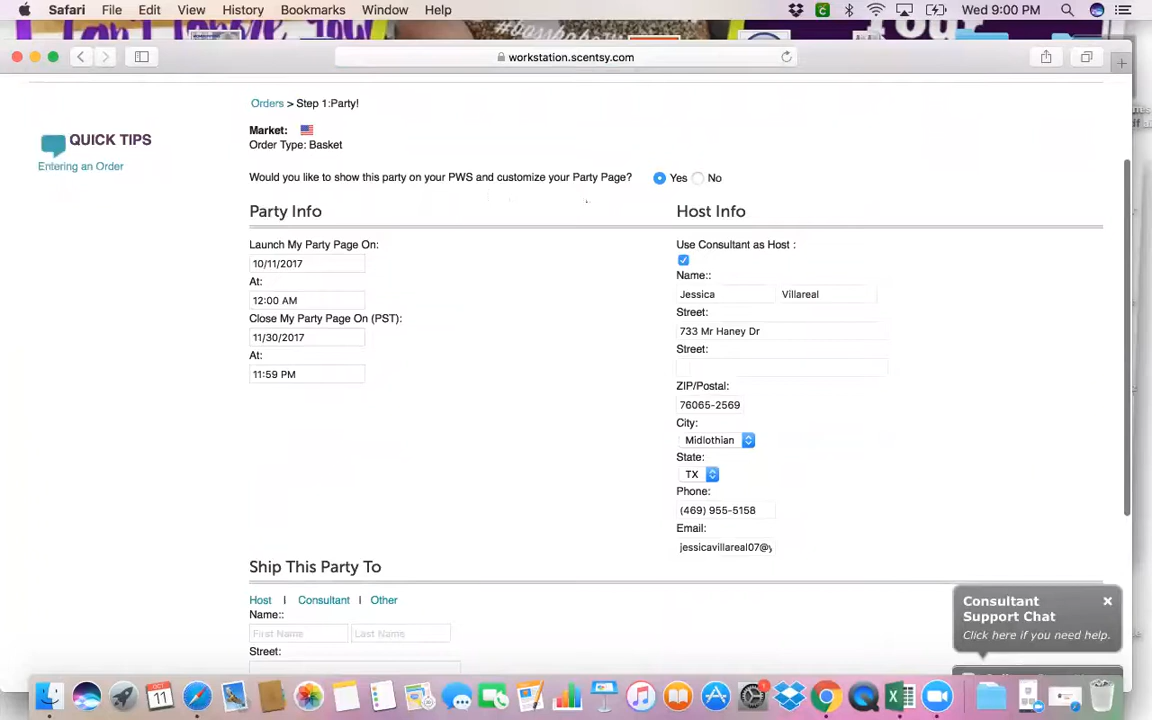 Safari File Edit View History Bookmarks Window Help Wed 9:00 PM
workstation.scentsy.com
Orders > Step 1:Party!
QUICK TIPS
Entering an Order
Market:
Order Type: Basket
Would you like to show this party on your PWS and customize your Party Page? Yes No
Party Info
Launch My Party Page On:
10/11/2017
At:
12:00 AM
Close My Party Page On (PST):
11/30/2017
At:
11:59 PM
Host Info
Use Consultant as Host :
Name::
Jessica Villareal
Street:
733 Mr Haney Dr
Street:
ZIP/Postal:
76065-2569
City:
Midlothian
State:
TX
Phone:
(469) 955-5158
Email:
jessicavillareal07@y
Ship This Party To
Host | Consultant | Other
Name::
First Name Last Name
Street:
Consultant
Support Chat
Click here if you need help.
OCT
11